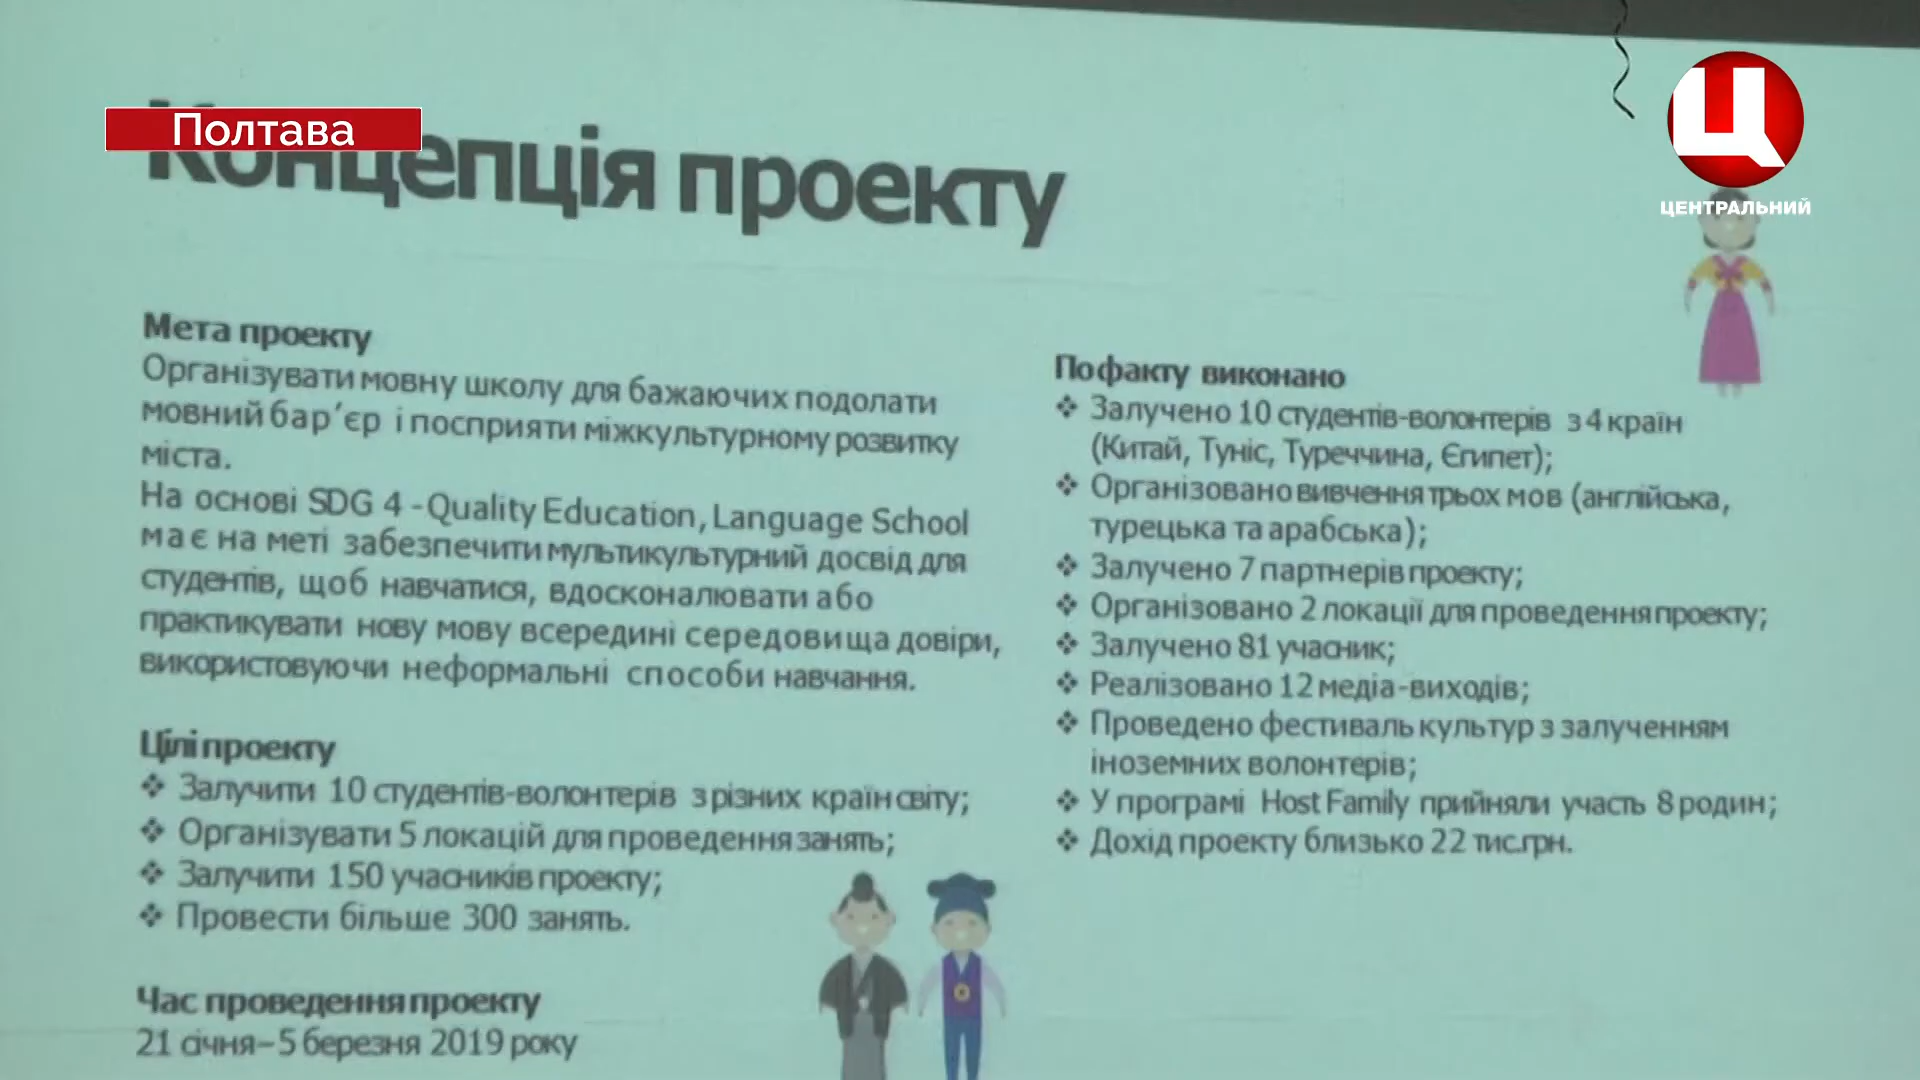 Полтава
Ц
ЦЕНТРАЛЬНИЙ
Концепція проекту
Мета проекту
Організувати мовну школу для бажаючих подолати
мовний бар’єр і посприяти міжкультурному розвитку
міста.
На основі SDG 4 - Quality Education, Language School
має на меті забезпечити мультикультурний досвід для
студентів, щоб навчатися, вдосконалювати або
практикувати нову мову всередині середовища довіри,
використовуючи неформальні способи навчання.
Цілі проекту
❖ Залучити 10 студентів-волонтерів з різних країн світу;
❖ Організувати 5 локацій для проведення занять;
❖ Залучити 150 учасників проекту;
❖ Провести більше 300 занять.
Час проведення проекту
21 січня–5 березня 2019 року
По факту виконано
❖ Залучено 10 студентів-волонтерів з 4 країн
(Китай, Туніс, Туреччина, Єгипет);
❖ Організовано вивчення трьох мов (англійська,
турецька та арабська);
❖ Залучено 7 партнерів проекту;
❖ Організовано 2 локації для проведення проекту;
❖ Залучено 81 учасник;
❖ Реалізовано 12 медіа-виходів;
❖ Проведено фестиваль культур з залученням
іноземних волонтерів;
❖ У програмі Host Family прийняли участь 8 родин;
❖ Дохід проекту близько 22 тис.грн.